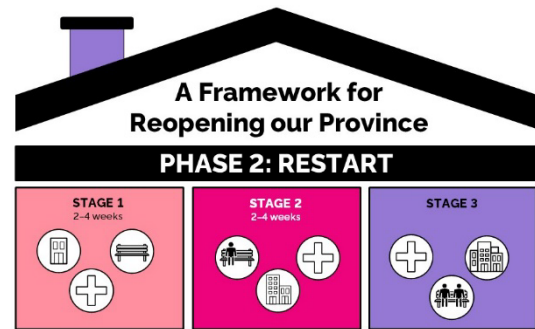 A Framework for
Reopening our Province
PHASE 2: RESTART
STAGE 1
2–4 weeks
STAGE 2
2–4 weeks
STAGE 3